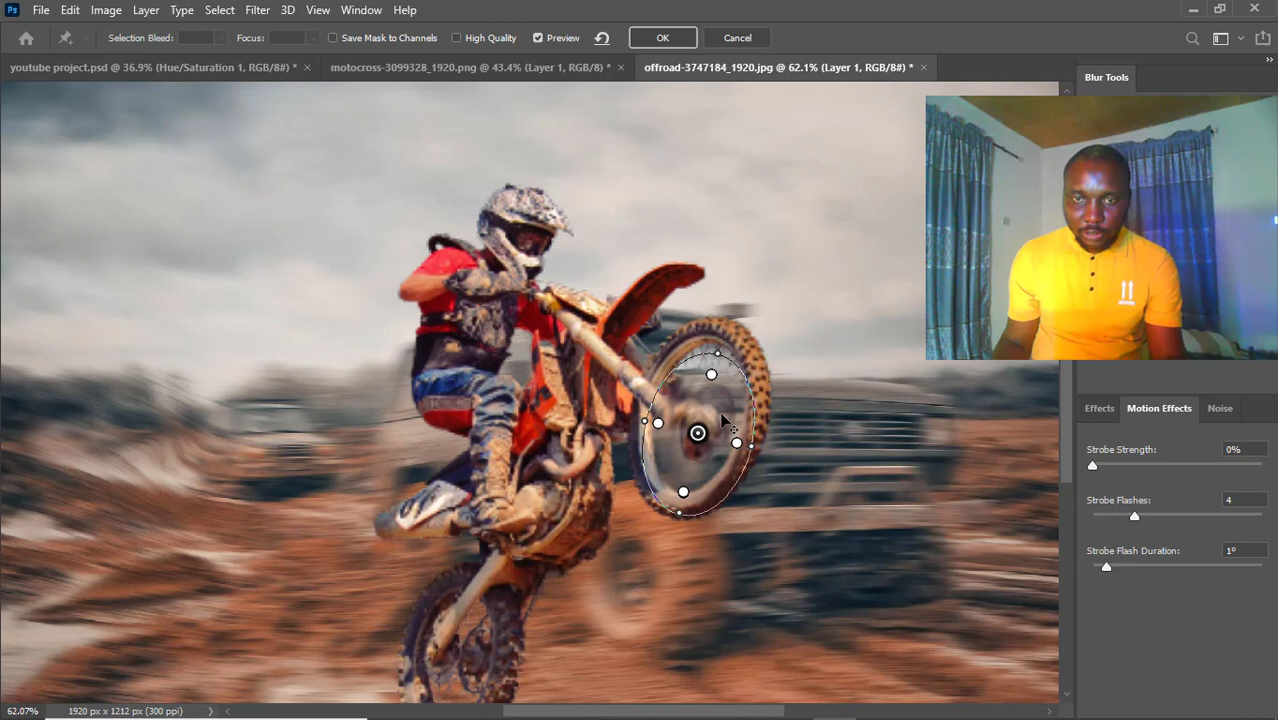 Ps File Edit Image Layer Type Select Filter 3D View Window Help
Selection Bleed: Focus: Save Mask to Channels High Quality Preview OK Cancel
youtube project.psd @ 36.9% (Hue/Saturation 1, RGB/8#) * × motocross-3099328_1920.png @ 43.4% (Layer 1, RGB/8) * × offroad-3747184_1920.jpg @ 62.1% (Layer 1, RGB/8#) * ×
Blur Tools
Effects Motion Effects Noise
Strobe Strength: 0%
Strobe Flashes: 4
Strobe Flash Duration: 1°
62.07% 1920 px x 1212 px (300 ppi)